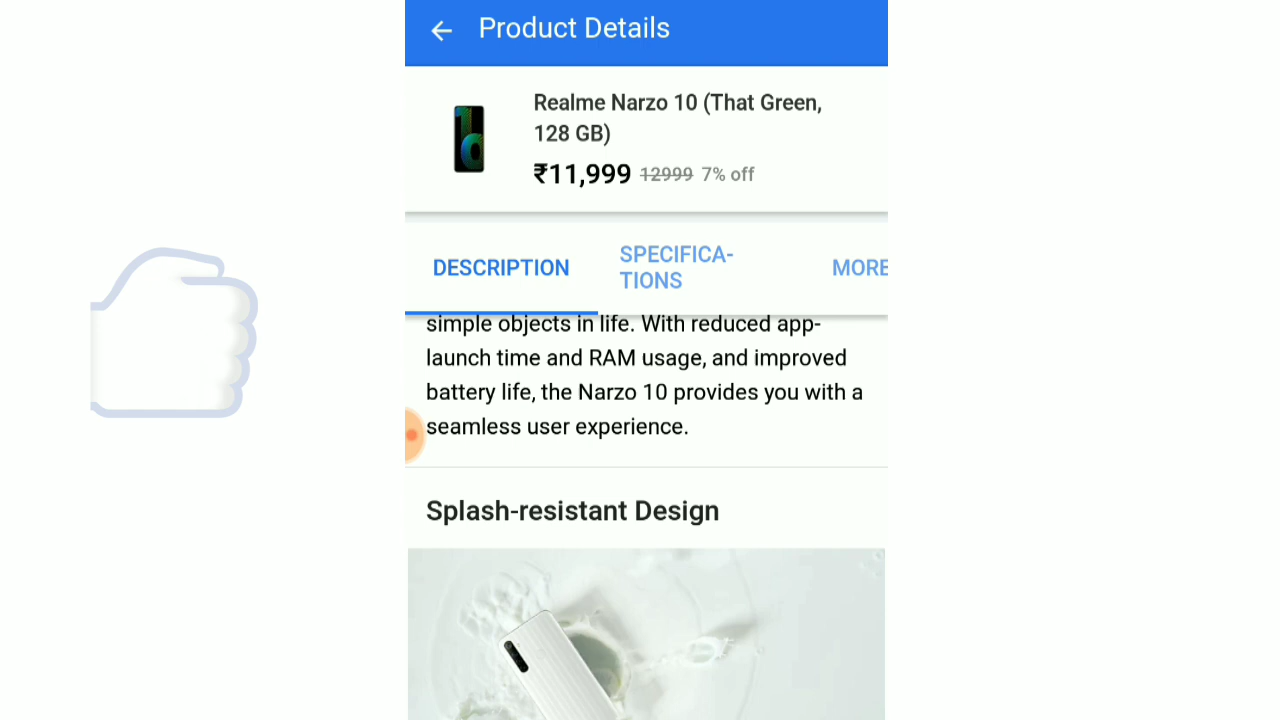 Product Details
Realme Narzo 10 (That Green,
128 GB)
₹11,999 12999 7% off
DESCRIPTION
SPECIFICA-
TIONS
MORE
simple objects in life. With reduced app-
launch time and RAM usage, and improved
battery life, the Narzo 10 provides you with a
seamless user experience.
Splash-resistant Design